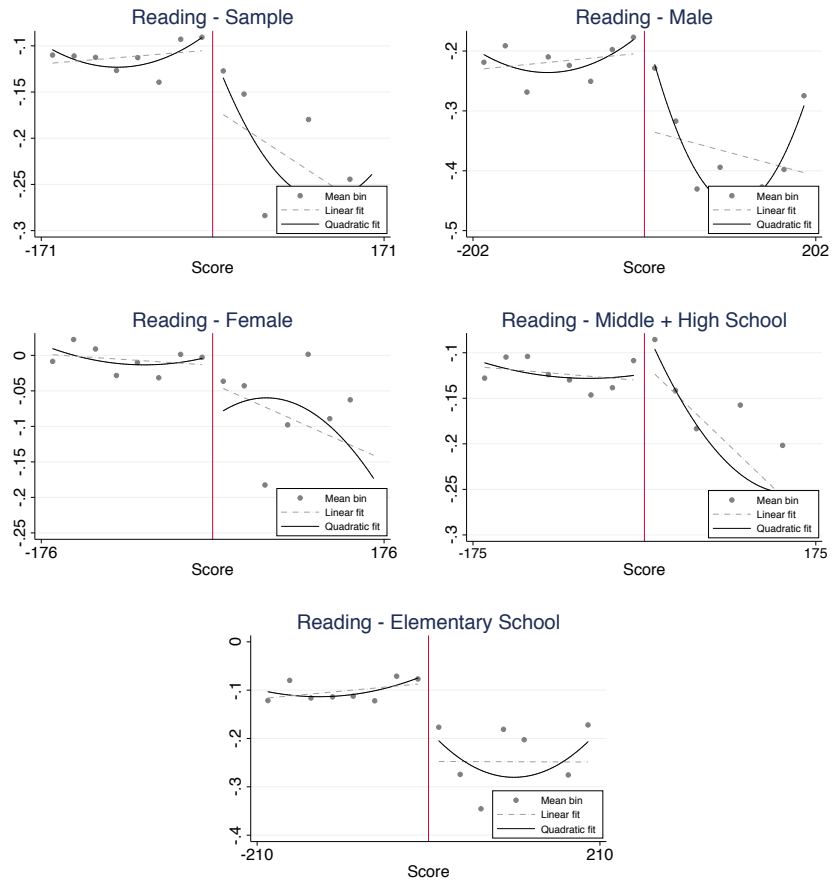 Reading - Sample
-.1
-.15
-.2
-.25
-.3
Mean bin
Linear fit
Quadratic fit
-171
171
Score
Reading - Male
-.2
-.3
-.4
-.5
Mean bin
Linear fit
Quadratic fit
-202
202
Score
Reading - Female
0
-.05
-.1
-.15
-.2
-.25
Mean bin
Linear fit
Quadratic fit
-176
176
Score
Reading - Middle + High School
-.1
-.15
-.2
-.25
-.3
Mean bin
Linear fit
Quadratic fit
-175
175
Score
Reading - Elementary School
0
-.1
-.2
-.3
-.4
Mean bin
Linear fit
Quadratic fit
-210
210
Score